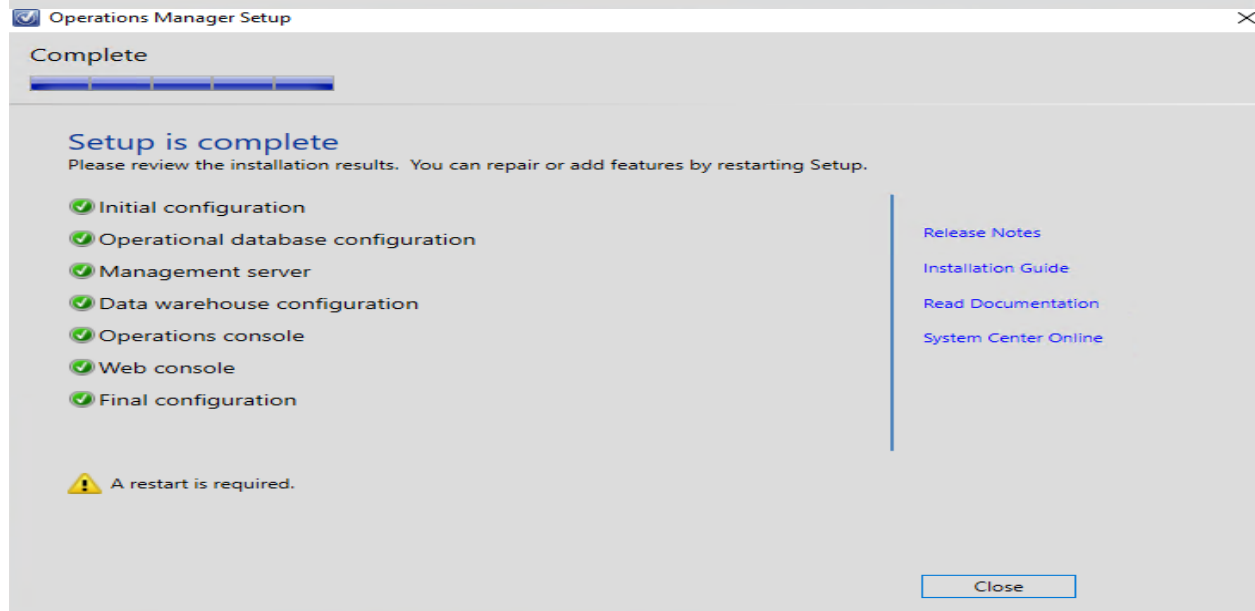 Operations Manager Setup
Complete
Setup is complete
Please review the installation results.  You can repair or add features by restarting Setup.
Initial configuration
Operational database configuration
Management server
Data warehouse configuration
Operations console
Web console
Final configuration
Release Notes
Installation Guide
Read Documentation
System Center Online
A restart is required.
Close